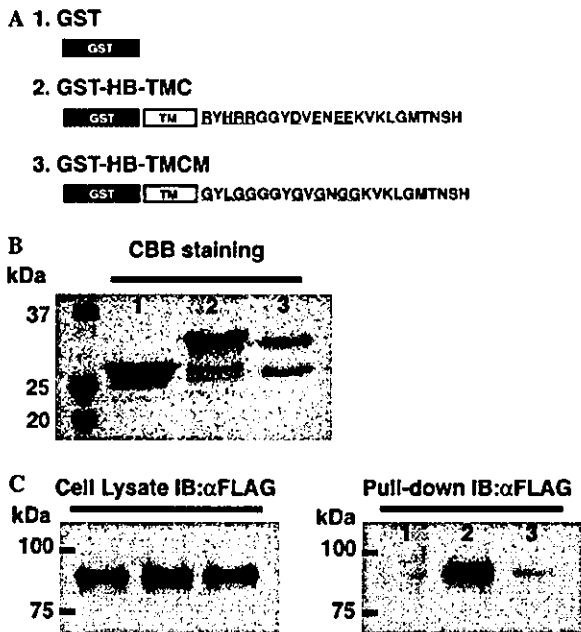 A 1. GST
GST
2. GST-HB-TMC
GST TM RYHRRGGYDVENEEKVKLGMTNSH
3. GST-HB-TMCM
GST TM GYLGGGGYGVGNGGKVKLGMTNSH
B CBB staining
kDa
1 2 3
37
25
20
C Cell Lysate IB:αFLAG Pull-down IB:αFLAG
kDa kDa
1 2 3
100 100
75 75